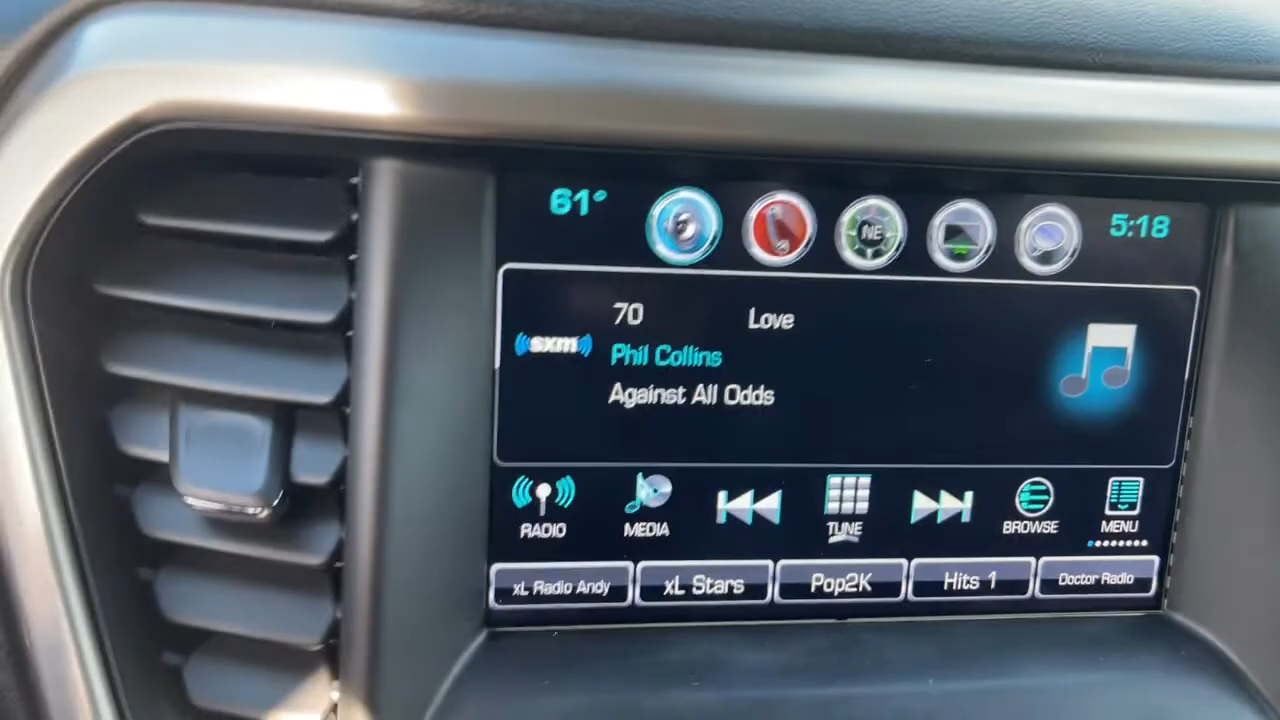 61° NE 5:18
70 Love
sxm
Phil Collins
Against All Odds
RADIO MEDIA TUNE BROWSE MENU
xL Radio Andy xL Stars Pop2K Hits 1 Doctor Radio